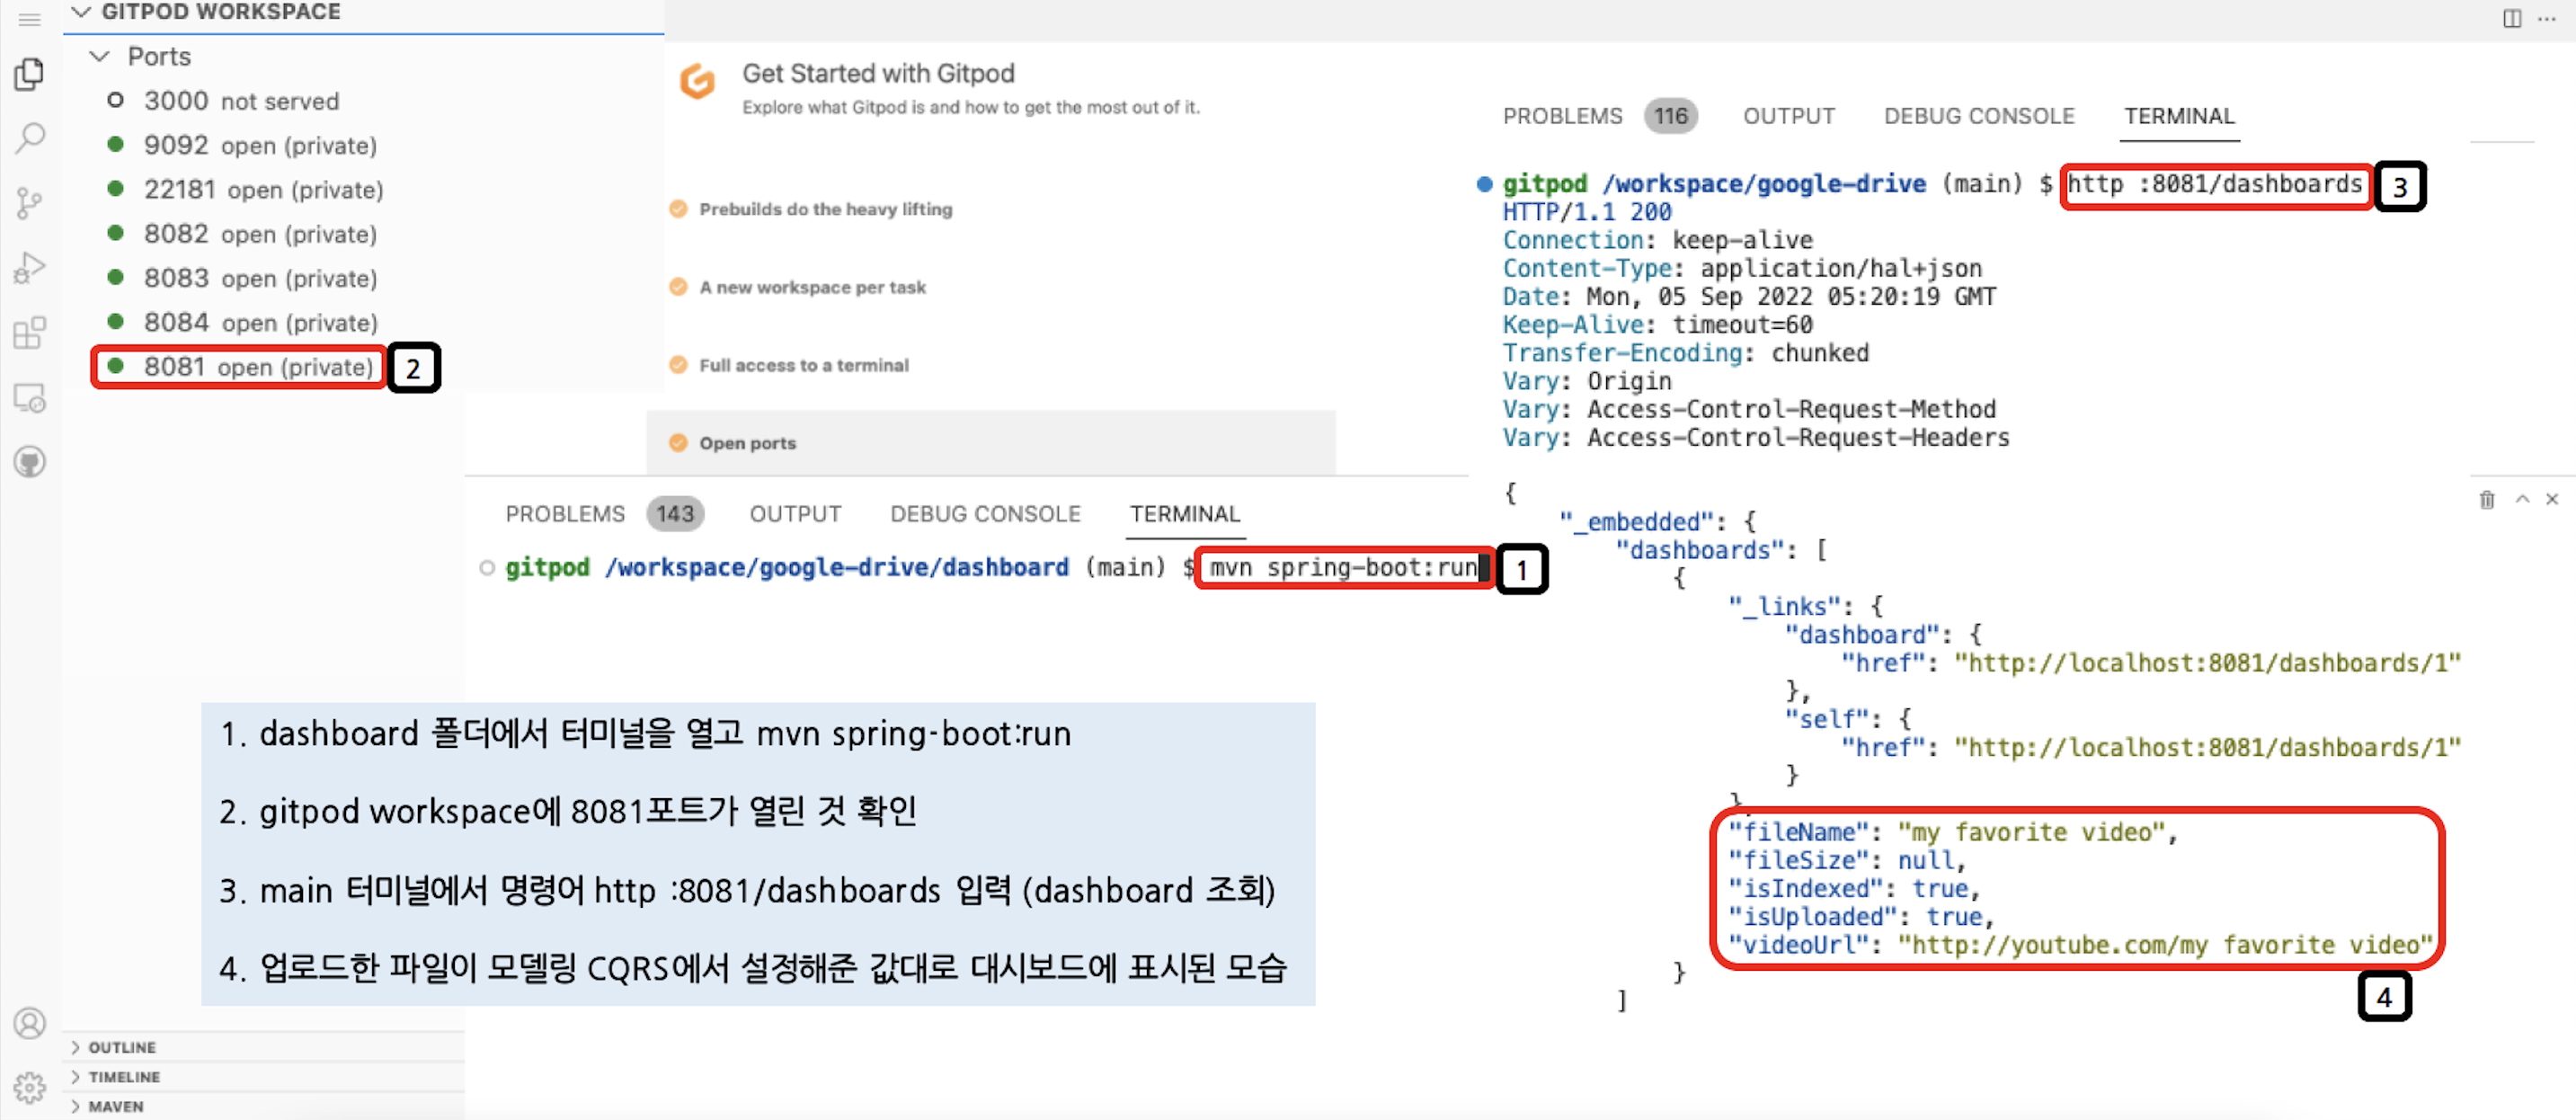 GITPOD WORKSPACE
Ports
3000 not served
9092 open (private)
22181 open (private)
8082 open (private)
8083 open (private)
8084 open (private)
8081 open (private)
2
Get Started with Gitpod
Explore what Gitpod is and how to get the most out of it.
Prebuilds do the heavy lifting
A new workspace per task
Full access to a terminal
Open ports
PROBLEMS 143 OUTPUT DEBUG CONSOLE TERMINAL
gitpod /workspace/google-drive/dashboard (main) $ mvn spring-boot:run
1
PROBLEMS 116 OUTPUT DEBUG CONSOLE TERMINAL
gitpod /workspace/google-drive (main) $ http :8081/dashboards
3
HTTP/1.1 200
Connection: keep-alive
Content-Type: application/hal+json
Date: Mon, 05 Sep 2022 05:20:19 GMT
Keep-Alive: timeout=60
Transfer-Encoding: chunked
Vary: Origin
Vary: Access-Control-Request-Method
Vary: Access-Control-Request-Headers
{
"_embedded": {
"dashboards": [
{
"_links": {
"dashboard": {
"href": "http://localhost:8081/dashboards/1"
},
"self": {
"href": "http://localhost:8081/dashboards/1"
}
},
"fileName": "my favorite video",
"fileSize": null,
"isIndexed": true,
"isUploaded": true,
"videoUrl": "http://youtube.com/my favorite video"
}
]
4
1. dashboard 폴더에서 터미널을 열고 mvn spring-boot:run
2. gitpod workspace에 8081포트가 열린 것 확인
3. main 터미널에서 명령어 http :8081/dashboards 입력 (dashboard 조회)
4. 업로드한 파일이 모델링 CQRS에서 설정해준 값대로 대시보드에 표시된 모습
OUTLINE
TIMELINE
MAVEN